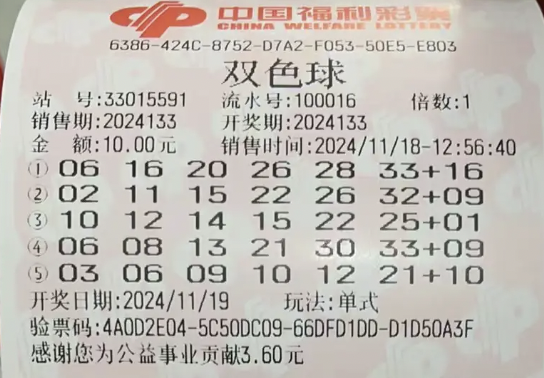 中国福利彩票
CHINA WELFARE LOTTERY
6386-424C-8752-D7A2-F053-50E5-E803
双色球
站 号:33015591 流水号:100016 倍数:1
销售期:2024133 开奖期:2024133
金 额:10.00元 销售时间:2024/11/18-12:56:40
① 06 16 20 26 28 33+16
② 02 11 15 22 26 32+09
③ 10 12 14 15 22 25+01
④ 06 08 13 21 30 33+09
⑤ 03 06 09 10 12 21+10
开奖日期:2024/11/19 玩法:单式
验票码:4A0D2E04-5C50DC09-66DFD1DD-D1D50A3F
感谢您为公益事业贡献3.60元